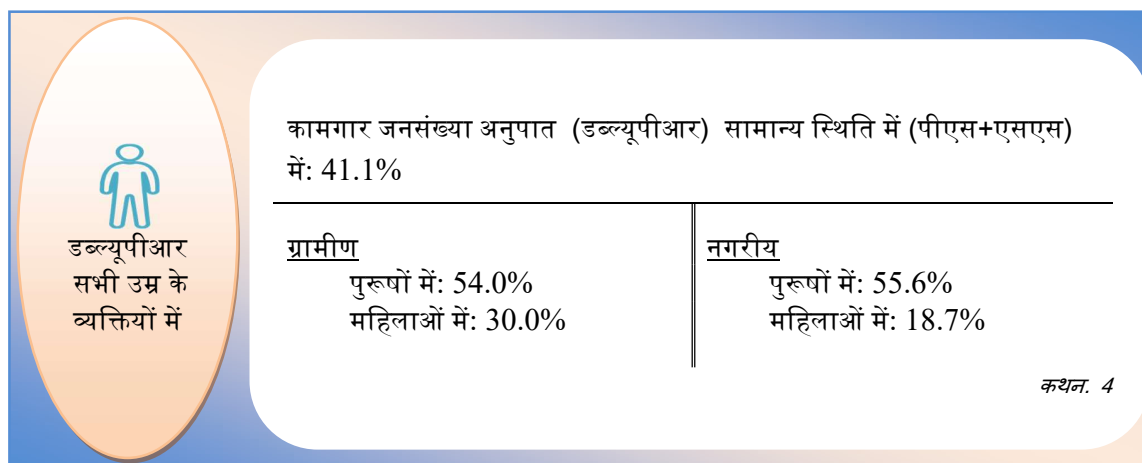 डब्ल्यूपीआर
सभी उम्र के
व्यक्तियों में
कामगार जनसंख्या अनुपात (डब्ल्यूपीआर) सामान्य स्थिति में (पीएस+एसएस)
में: 41.1%
ग्रामीण
पुरूषों में: 54.0%
महिलाओं में: 30.0%
नगरीय
पुरूषों में: 55.6%
महिलाओं में: 18.7%
कथन. 4